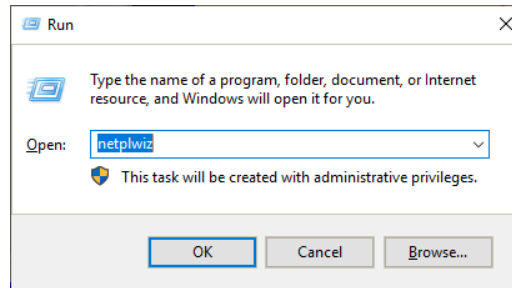 Run
Type the name of a program, folder, document, or Internet
resource, and Windows will open it for you.
Open: netplwiz
This task will be created with administrative privileges.
OK Cancel Browse...